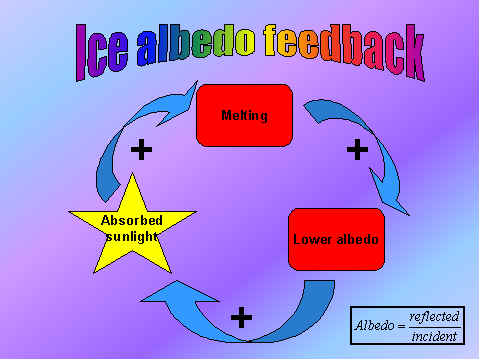 Ice albedo feedback
Melting
+
+
Absorbed
sunlight
Lower albedo
+
Albedo = reflected / incident